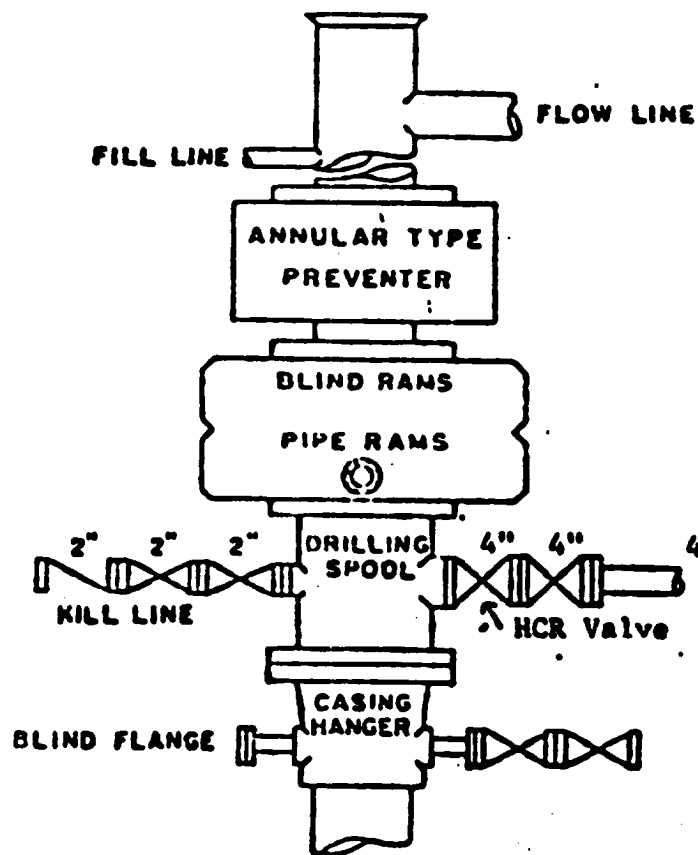 FLOW LINE
FILL LINE
ANNULAR TYPE
PREVENTER
BLIND RAMS
PIPE RAMS
2" 2" 2"
DRILLING
SPOOL
4" 4" 4
KILL LINE
HCR Valve
CASING
HANGER
BLIND FLANGE